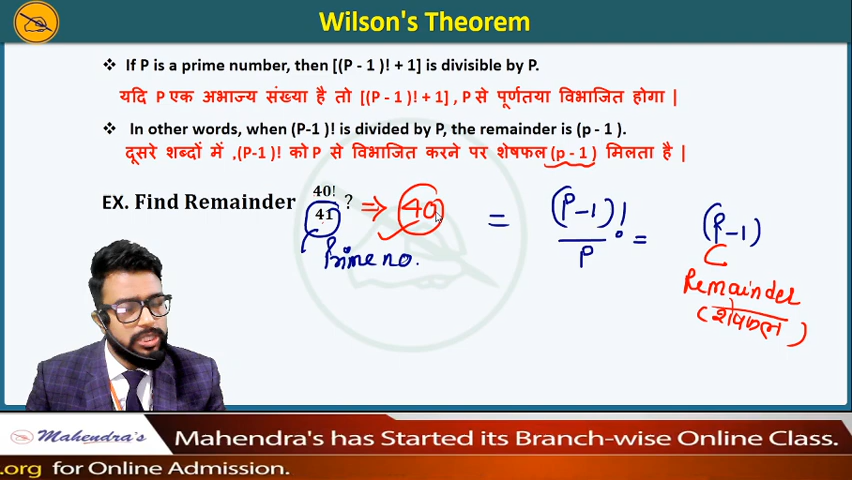 Wilson's Theorem
❖ If P is a prime number, then [(P - 1 )! + 1] is divisible by P.
यदि P एक अभाज्य संख्या है तो [(P - 1 )! + 1] , P से पूर्णतया विभाजित होगा |
❖ In other words, when (P-1 )! is divided by P, the remainder is (p - 1 ).
दूसरे शब्दों में ,(P-1 )! को P से विभाजित करने पर शेषफल (p - 1 ) मिलता है |
EX. Find Remainder 40!/41 ? ⇒ 40 = (P-1)!/P = (P-1)
Prime no.
Remainder
(शेषफल)
Mahendra's
Mahendra's has Started its Branch-wise Online Class.
.org for Online Admission.